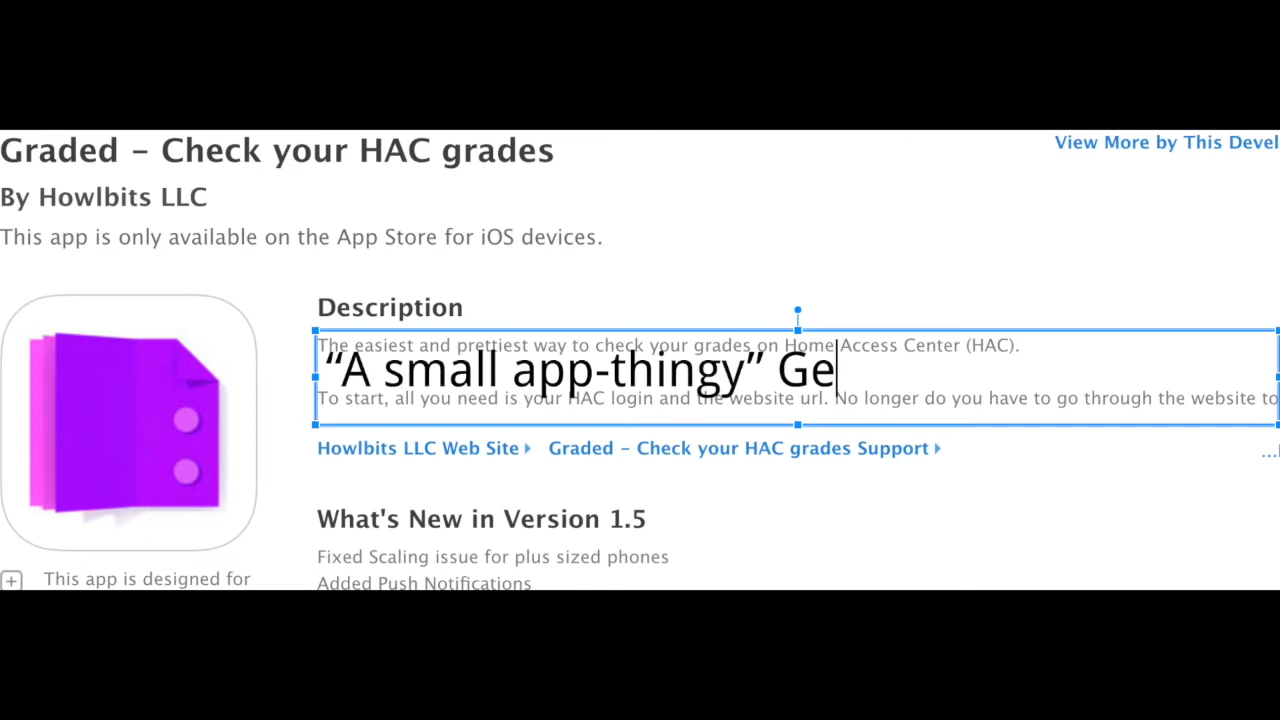 Graded - Check your HAC grades
View More by This Devel
By Howlbits LLC
This app is only available on the App Store for iOS devices.
Description
The easiest and prettiest way to check your grades on Home Access Center (HAC).
“A small app-thingy” Ge
To start, all you need is your HAC login and the website url. No longer do you have to go through the website to
Howlbits LLC Web Site
Graded - Check your HAC grades Support
...
What's New in Version 1.5
Fixed Scaling issue for plus sized phones
Added Push Notifications
This app is designed for